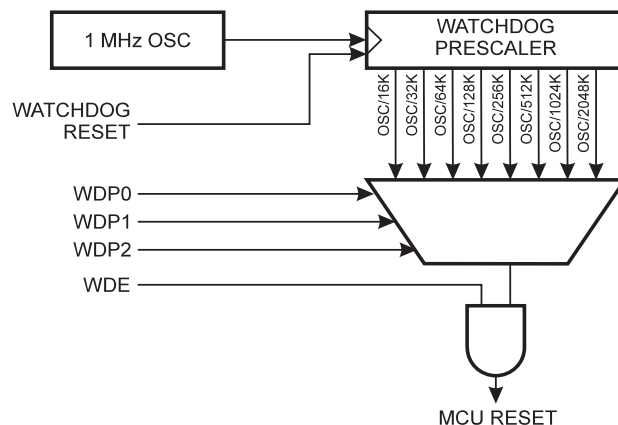 1 MHz OSC
WATCHDOG
PRESCALER
WATCHDOG
RESET
OSC/16K
OSC/32K
OSC/64K
OSC/128K
OSC/256K
OSC/512K
OSC/1024K
OSC/2048K
WDP0
WDP1
WDP2
WDE
MCU RESET